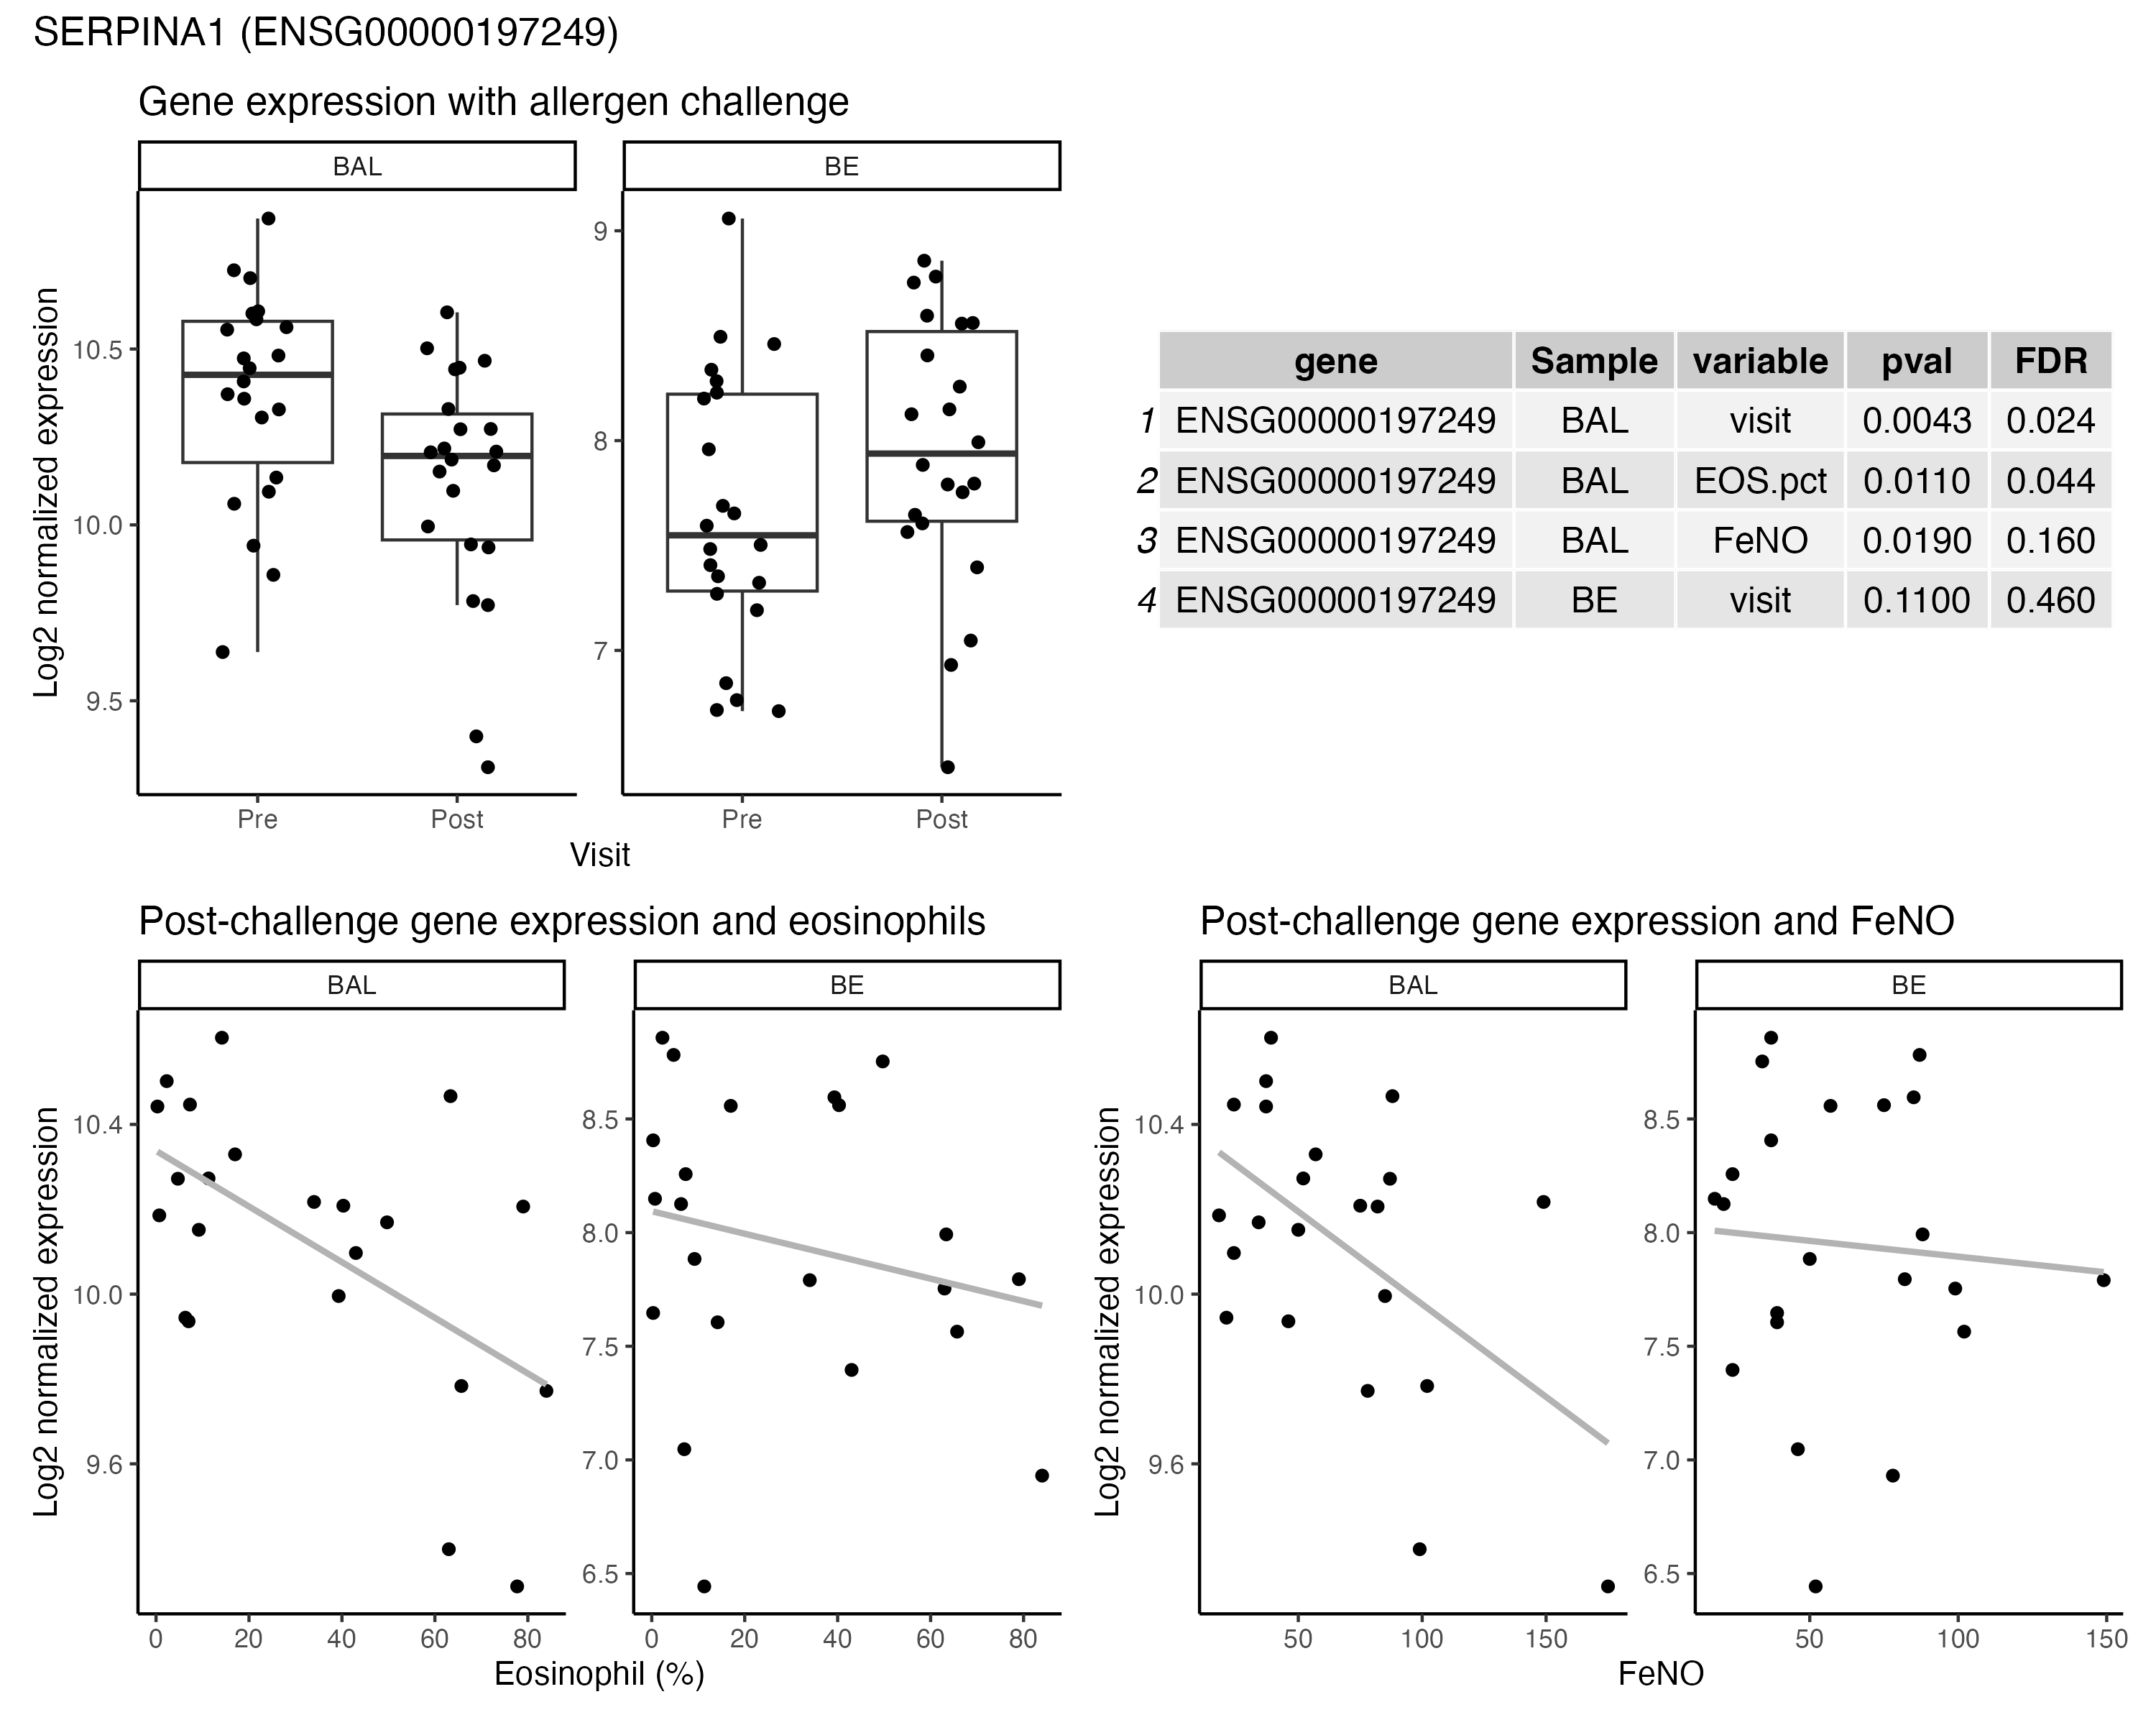 SERPINA1 (ENSG00000197249)
Gene expression with allergen challenge
BAL BE
Log2 normalized expression
10.5
10.0
9.5
9
8
7
Pre Post Pre Post
Visit
gene Sample variable pval FDR
1 ENSG00000197249 BAL visit 0.0043 0.024
2 ENSG00000197249 BAL EOS.pct 0.0110 0.044
3 ENSG00000197249 BAL FeNO 0.0190 0.160
4 ENSG00000197249 BE visit 0.1100 0.460
Post-challenge gene expression and eosinophils
BAL BE
Log2 normalized expression
10.4
10.0
9.6
8.5
8.0
7.5
7.0
6.5
0 20 40 60 80 0 20 40 60 80
Eosinophil (%)
Post-challenge gene expression and FeNO
BAL BE
Log2 normalized expression
10.4
10.0
9.6
8.5
8.0
7.5
7.0
6.5
50 100 150 50 100 150
FeNO